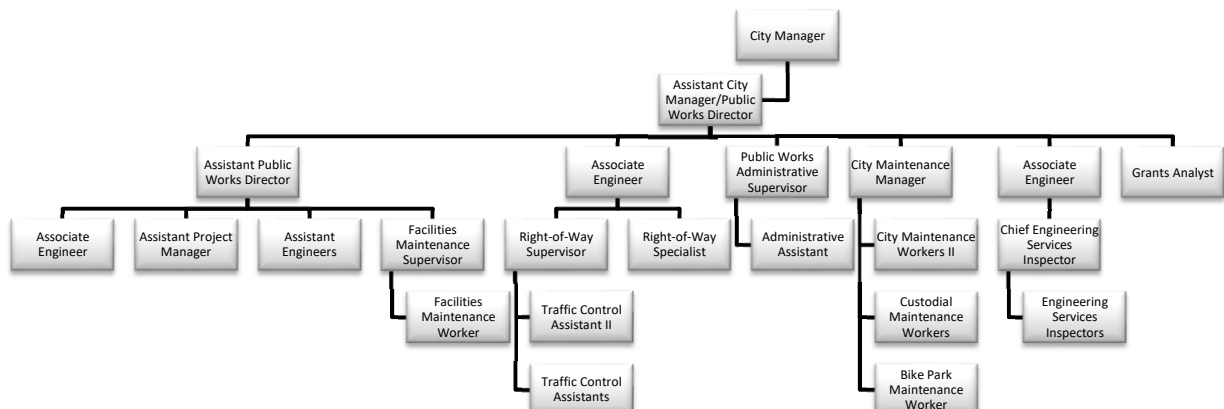 City Manager
Assistant City
Manager/Public
Works Director
Assistant Public
Works Director
Associate
Engineer
Public Works
Administrative
Supervisor
City Maintenance
Manager
Associate
Engineer
Grants Analyst
Associate
Engineer
Assistant Project
Manager
Assistant
Engineers
Facilities
Maintenance
Supervisor
Right-of-Way
Supervisor
Right-of-Way
Specialist
Administrative
Assistant
City Maintenance
Workers II
Chief Engineering
Services
Inspector
Facilities
Maintenance
Worker
Traffic Control
Assistant II
Custodial
Maintenance
Workers
Engineering
Services
Inspectors
Traffic Control
Assistants
Bike Park
Maintenance
Worker